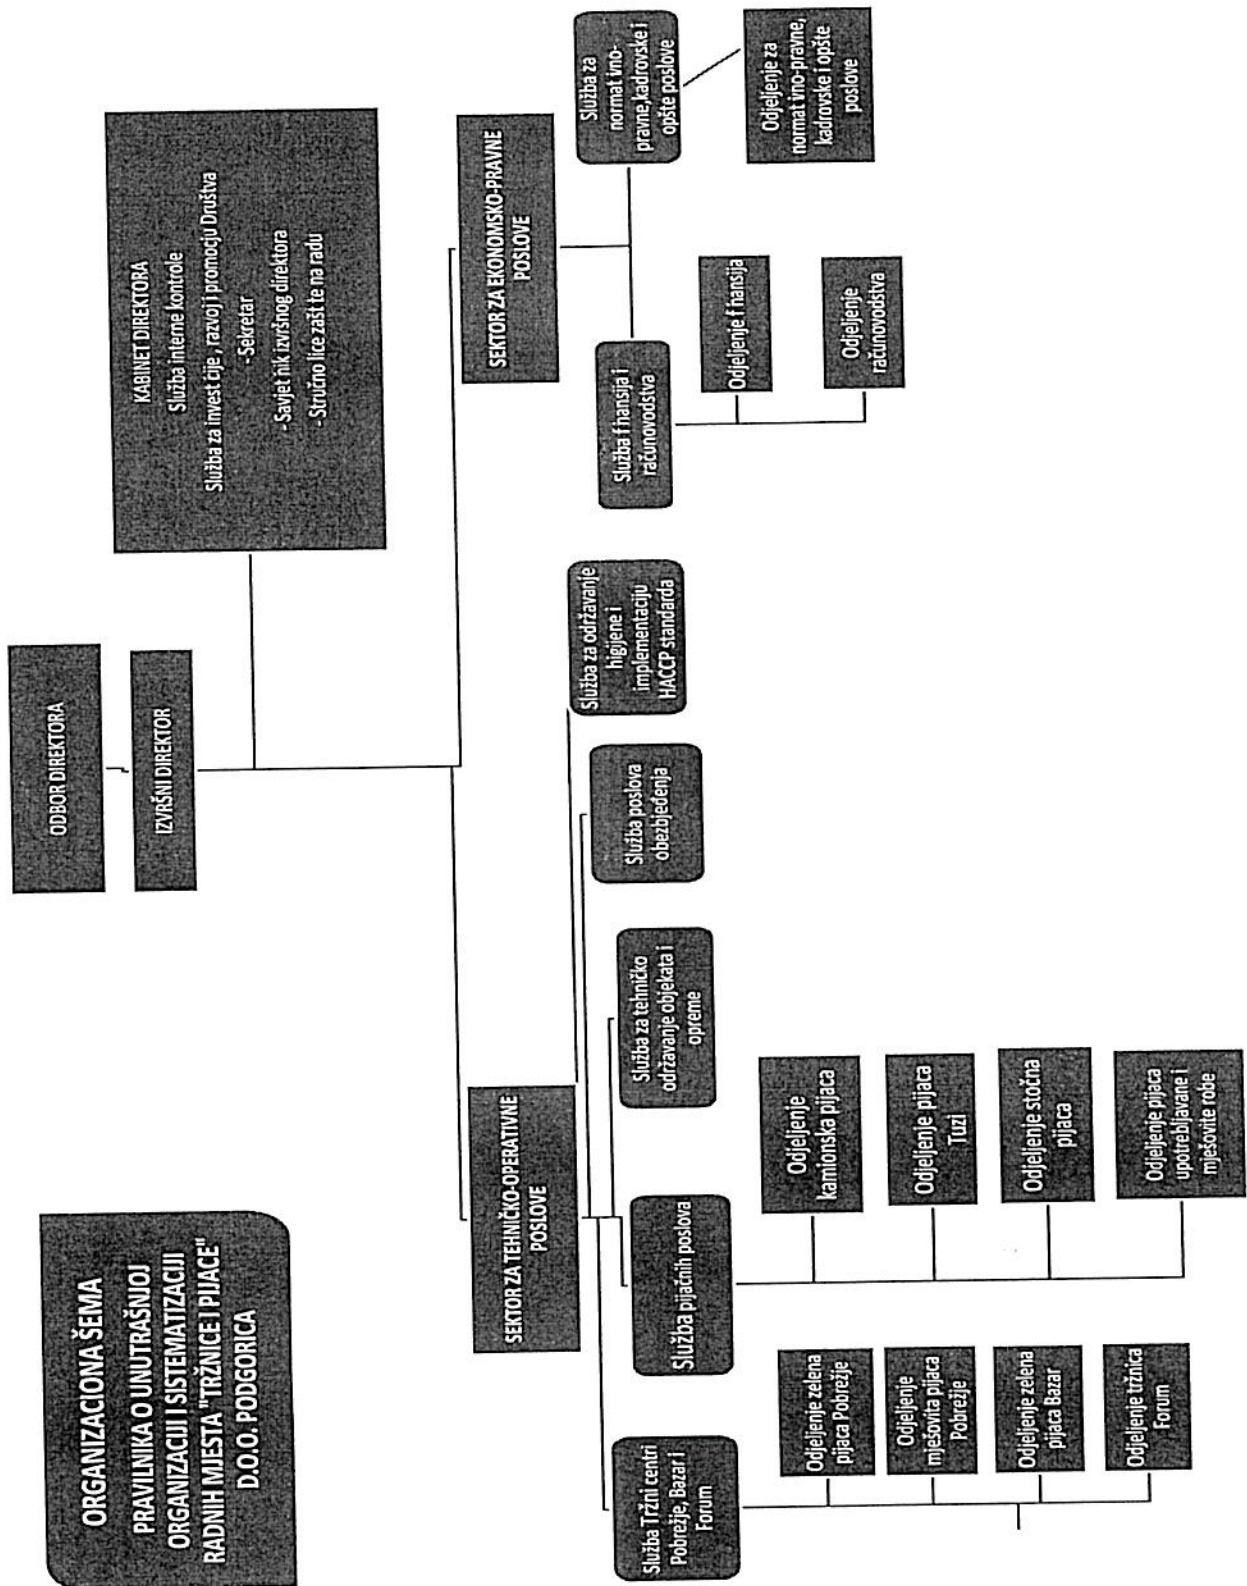 ORGANIZACIONA ŠEMA
PRAVILNIKA O UNUTRAŠNJOJ
ORGANIZACIJI I SISTEMATIZACIJI
RADNIH MJESTA "TRŽNICE I PIJACE"
D.O.O. PODGORICA
ODBOR DIREKTORA
IZVRŠNI DIREKTOR
KABINET DIREKTORA
Služba interne kontrole
Služba za invest cije , razvoj i promociju Društva
- Sekretar
- Savjet nik izvršnog direktora
- Stručno lice zašt te na radu
SEKTOR ZA TEHNIČKO-OPERATIVNE
POSLOVE
SEKTOR ZA EKONOMSKO-PRAVNE
POSLOVE
Služba Tržni centri
Pobrežje, Bazar i
Forum
Služba pijačnih poslova
Služba za tehničko
održavanje objekata i
opreme
Služba poslova
obezbjeđenja
Služba za održavanje
higijene i
implementaciju
HACCP standarda
Služba f nansija i
računovodstva
Služba za
normat vno-
pravne,kadrovske i
opšte poslove
Odjeljenje zelena
pijaca Pobrežje
Odjeljenje
mješovita pijaca
Pobrežje
Odjeljenje zelena
pijaca Bazar
Odjeljenje tržnica
Forum
Odjeljenje
kamionska pijaca
Odjeljenje pijaca
Tuzi
Odjeljenje stočna
pijaca
Odjeljenje pijaca
upotrebljavane i
mješovite robe
Odjeljenje f nansija
Odjeljenje
računovodstva
Odjeljenje za
normat vno-pravne,
kadrovske i opšte
poslove